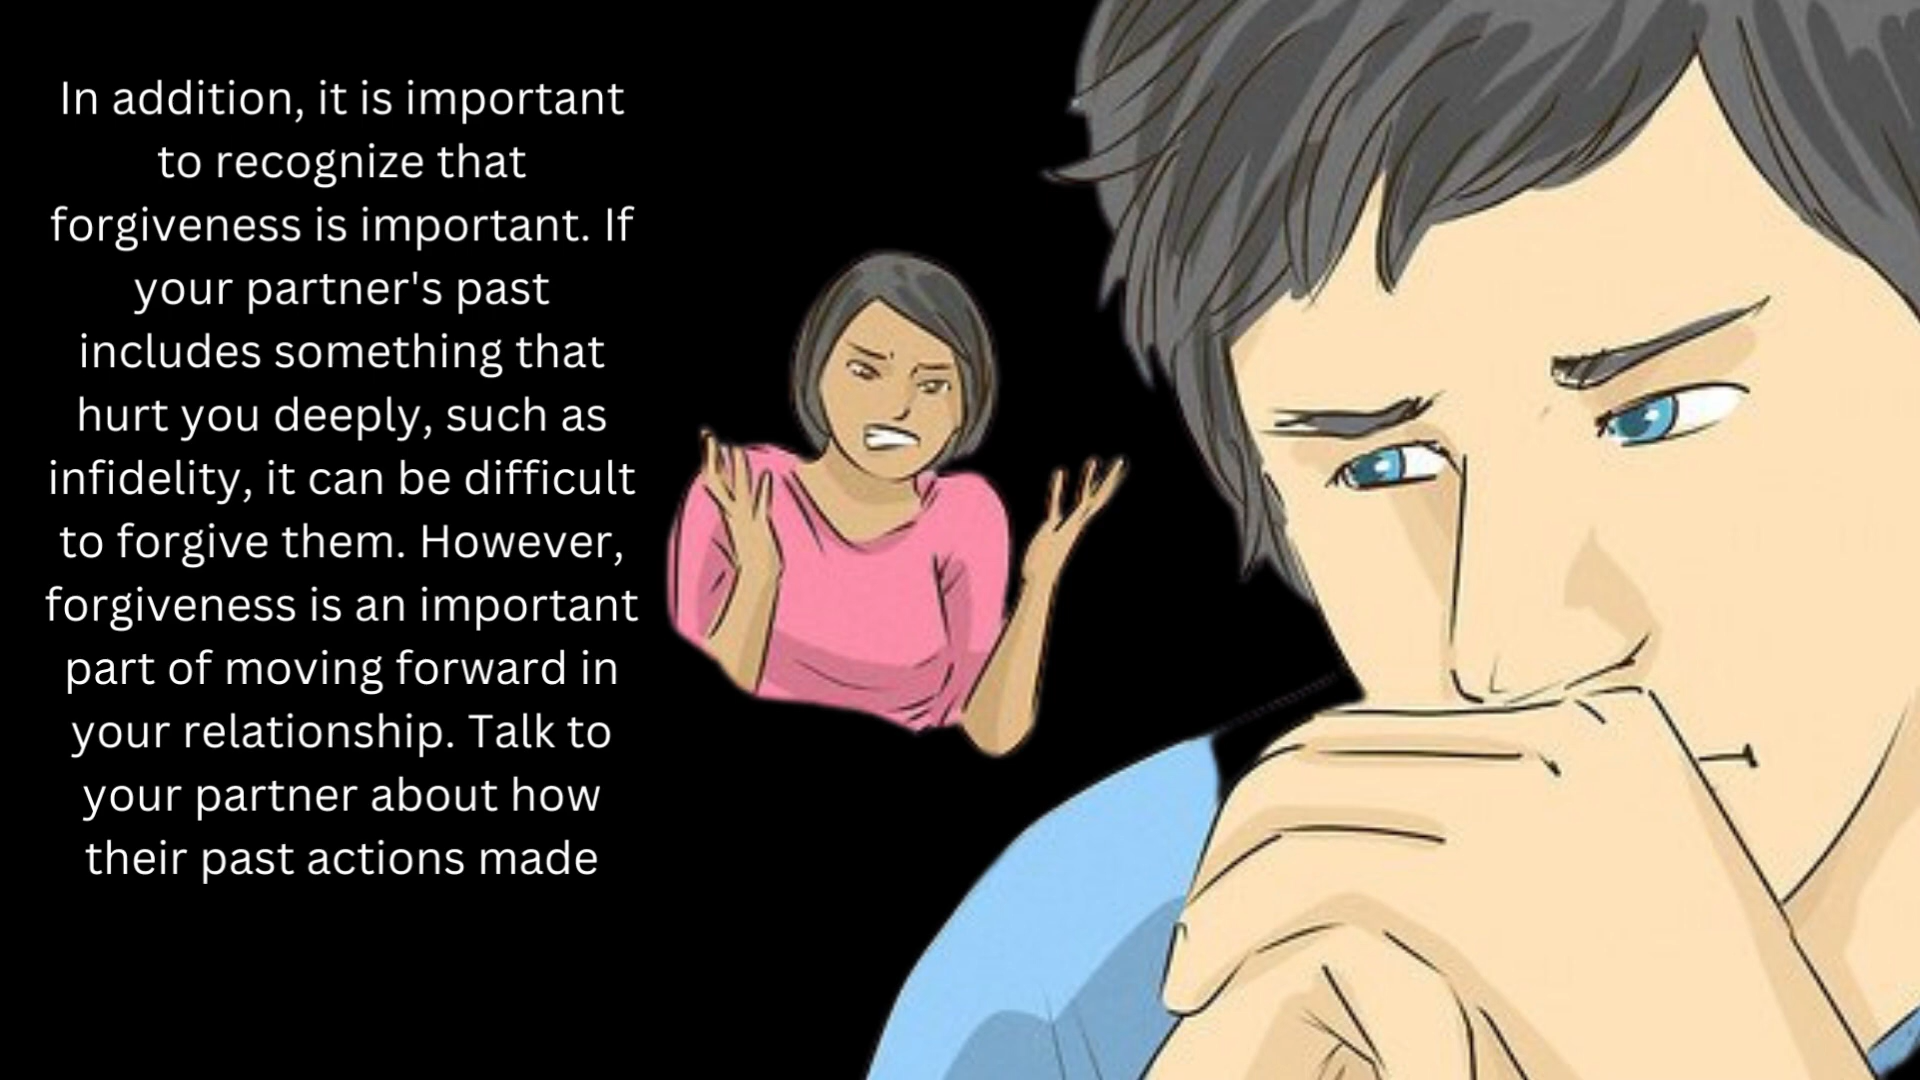 In addition, it is important
to recognize that
forgiveness is important. If
your partner's past
includes something that
hurt you deeply, such as
infidelity, it can be difficult
to forgive them. However,
forgiveness is an important
part of moving forward in
your relationship. Talk to
your partner about how
their past actions made